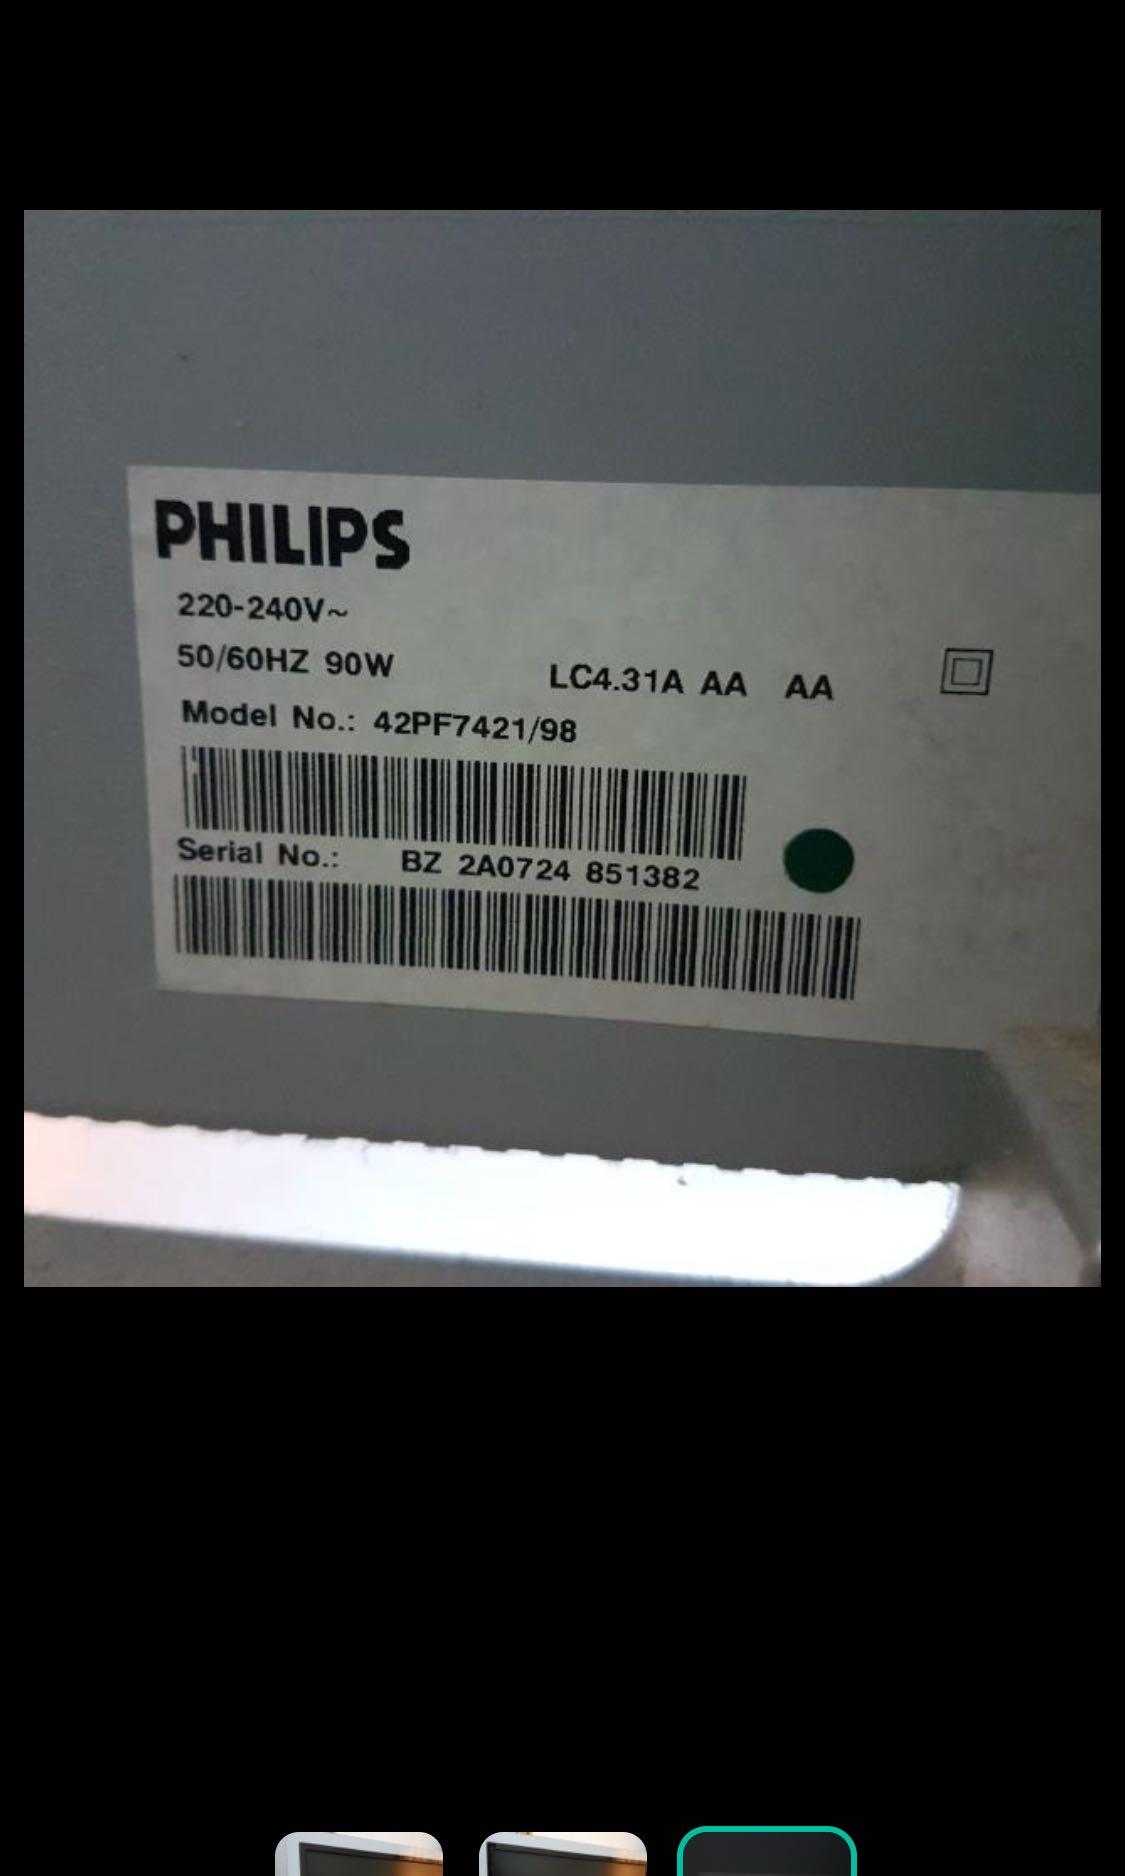 PHILIPS
220-240V~
50/60HZ 90W LC4.31A AA AA
Model No.: 42PF7421/98
Serial No.: BZ 2A0724 851382